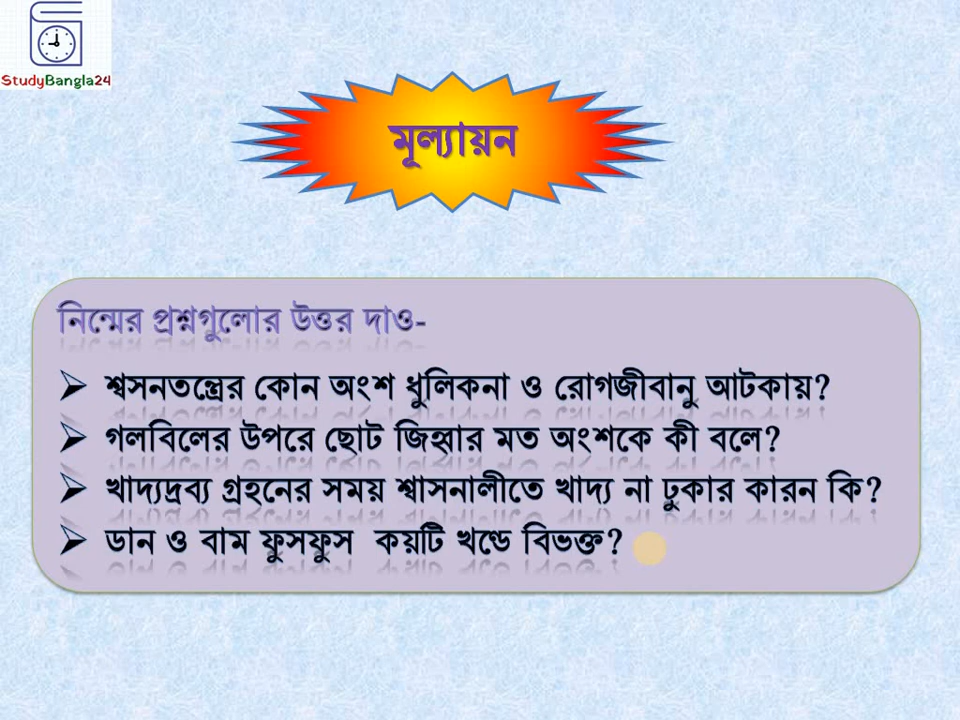 StudyBangla24
মূল্যায়ন
নিন্মের প্রশ্নগুলোর উত্তর দাও-
➢ শ্বসনতন্ত্রের কোন অংশ ধুলিকনা ও রোগজীবানু আটকায়?
➢ গলবিলের উপরে ছোট জিহ্বার মত অংশকে কী বলে?
➢ খাদ্যদ্রব্য গ্রহনের সময় শ্বাসনালীতে খাদ্য না ঢুকার কারন কি?
➢ ডান ও বাম ফুসফুস কয়টি খন্ডে বিভক্ত?